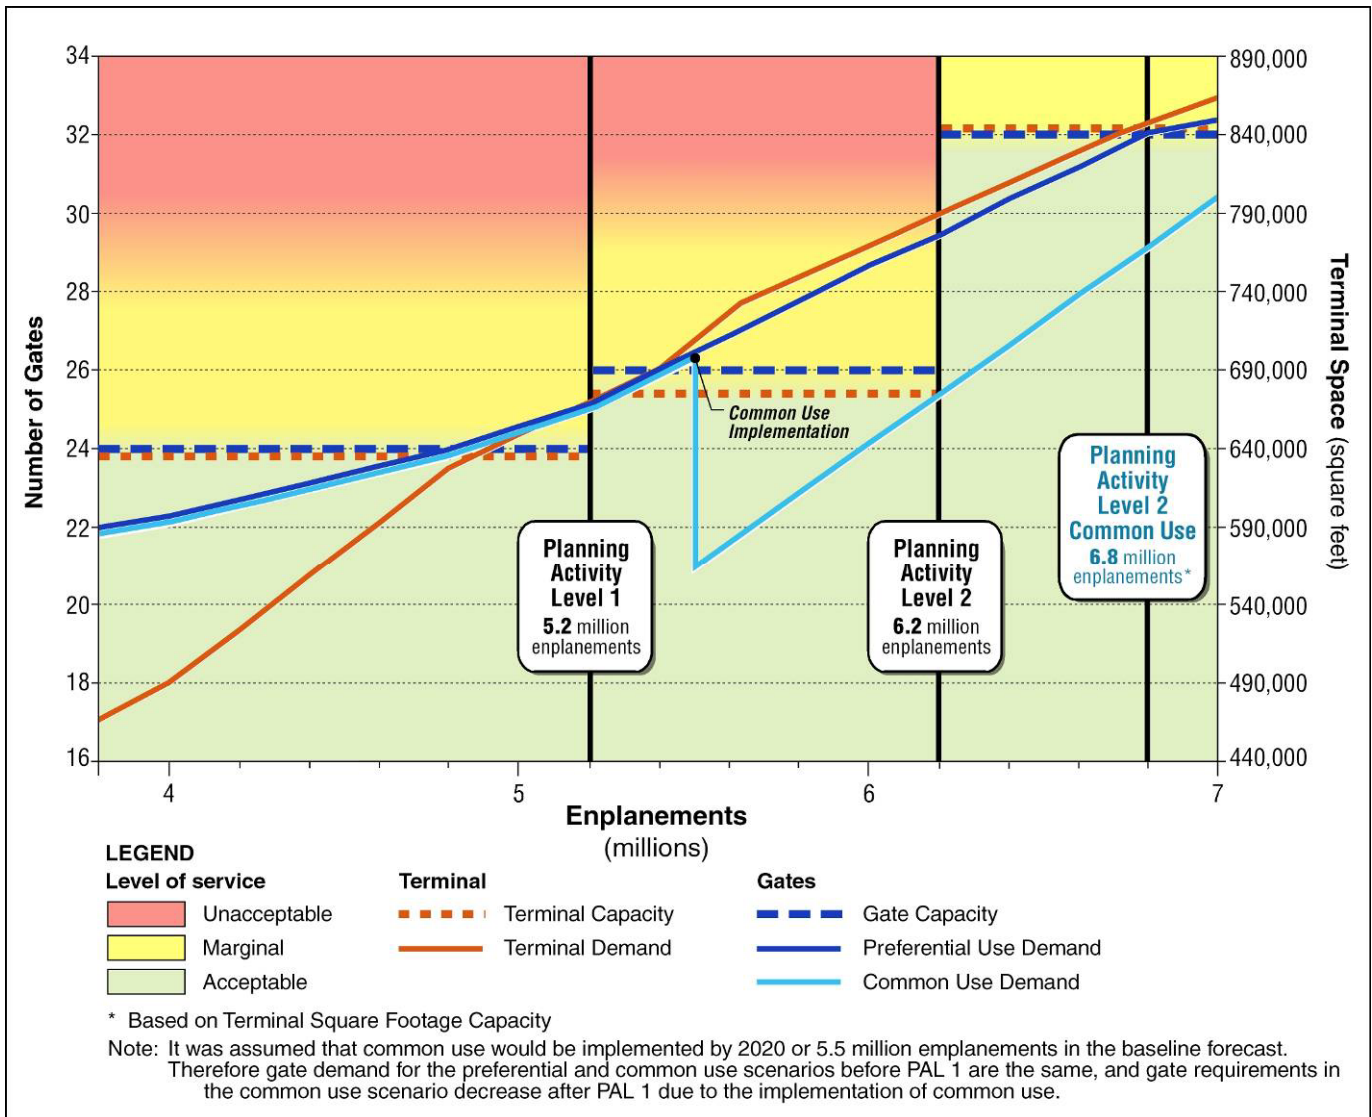 34
32
30
28
26
24
22
20
18
16
Number of Gates
890,000
840,000
790,000
740,000
690,000
640,000
590,000
540,000
490,000
440,000
Terminal Space (square feet)
Common Use
Implementation
Planning
Activity
Level 1
5.2 million
enplanements
Planning
Activity
Level 2
6.2 million
enplanements
Planning
Activity
Level 2
Common Use
6.8 million
enplanements*
4
5
6
7
Enplanements
(millions)
LEGEND
Level of service
Unacceptable
Marginal
Acceptable
Terminal
Terminal Capacity
Terminal Demand
Gates
Gate Capacity
Preferential Use Demand
Common Use Demand
* Based on Terminal Square Footage Capacity
Note: It was assumed that common use would be implemented by 2020 or 5.5 million emplanements in the baseline forecast.
Therefore gate demand for the preferential and common use scenarios before PAL 1 are the same, and gate requirements in
the common use scenario decrease after PAL 1 due to the implementation of common use.